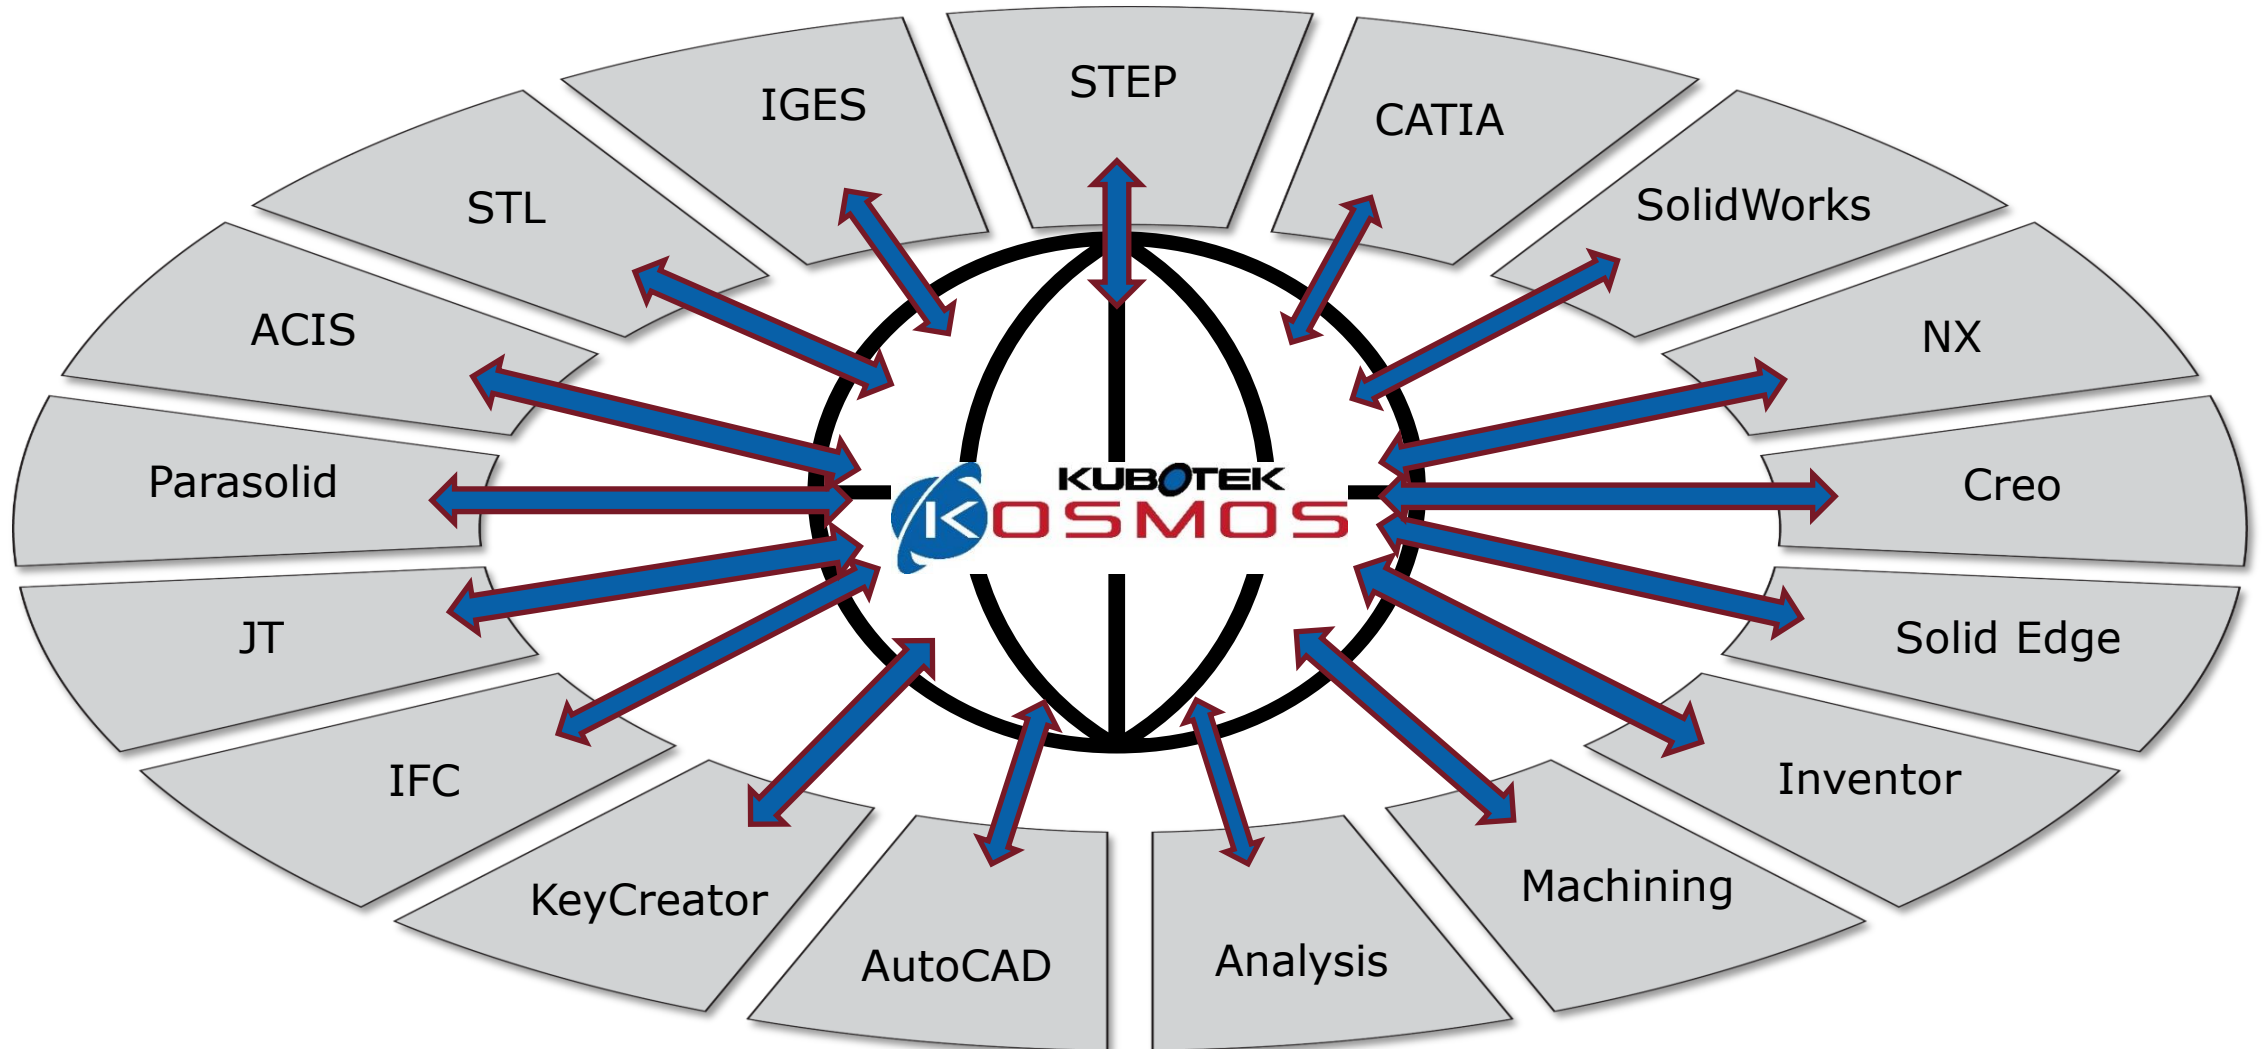 STEP
IGES
CATIA
STL
SolidWorks
ACIS
NX
Parasolid
KUBOTEK
KOSMOS
Creo
JT
Solid Edge
IFC
Inventor
KeyCreator
Machining
AutoCAD
Analysis